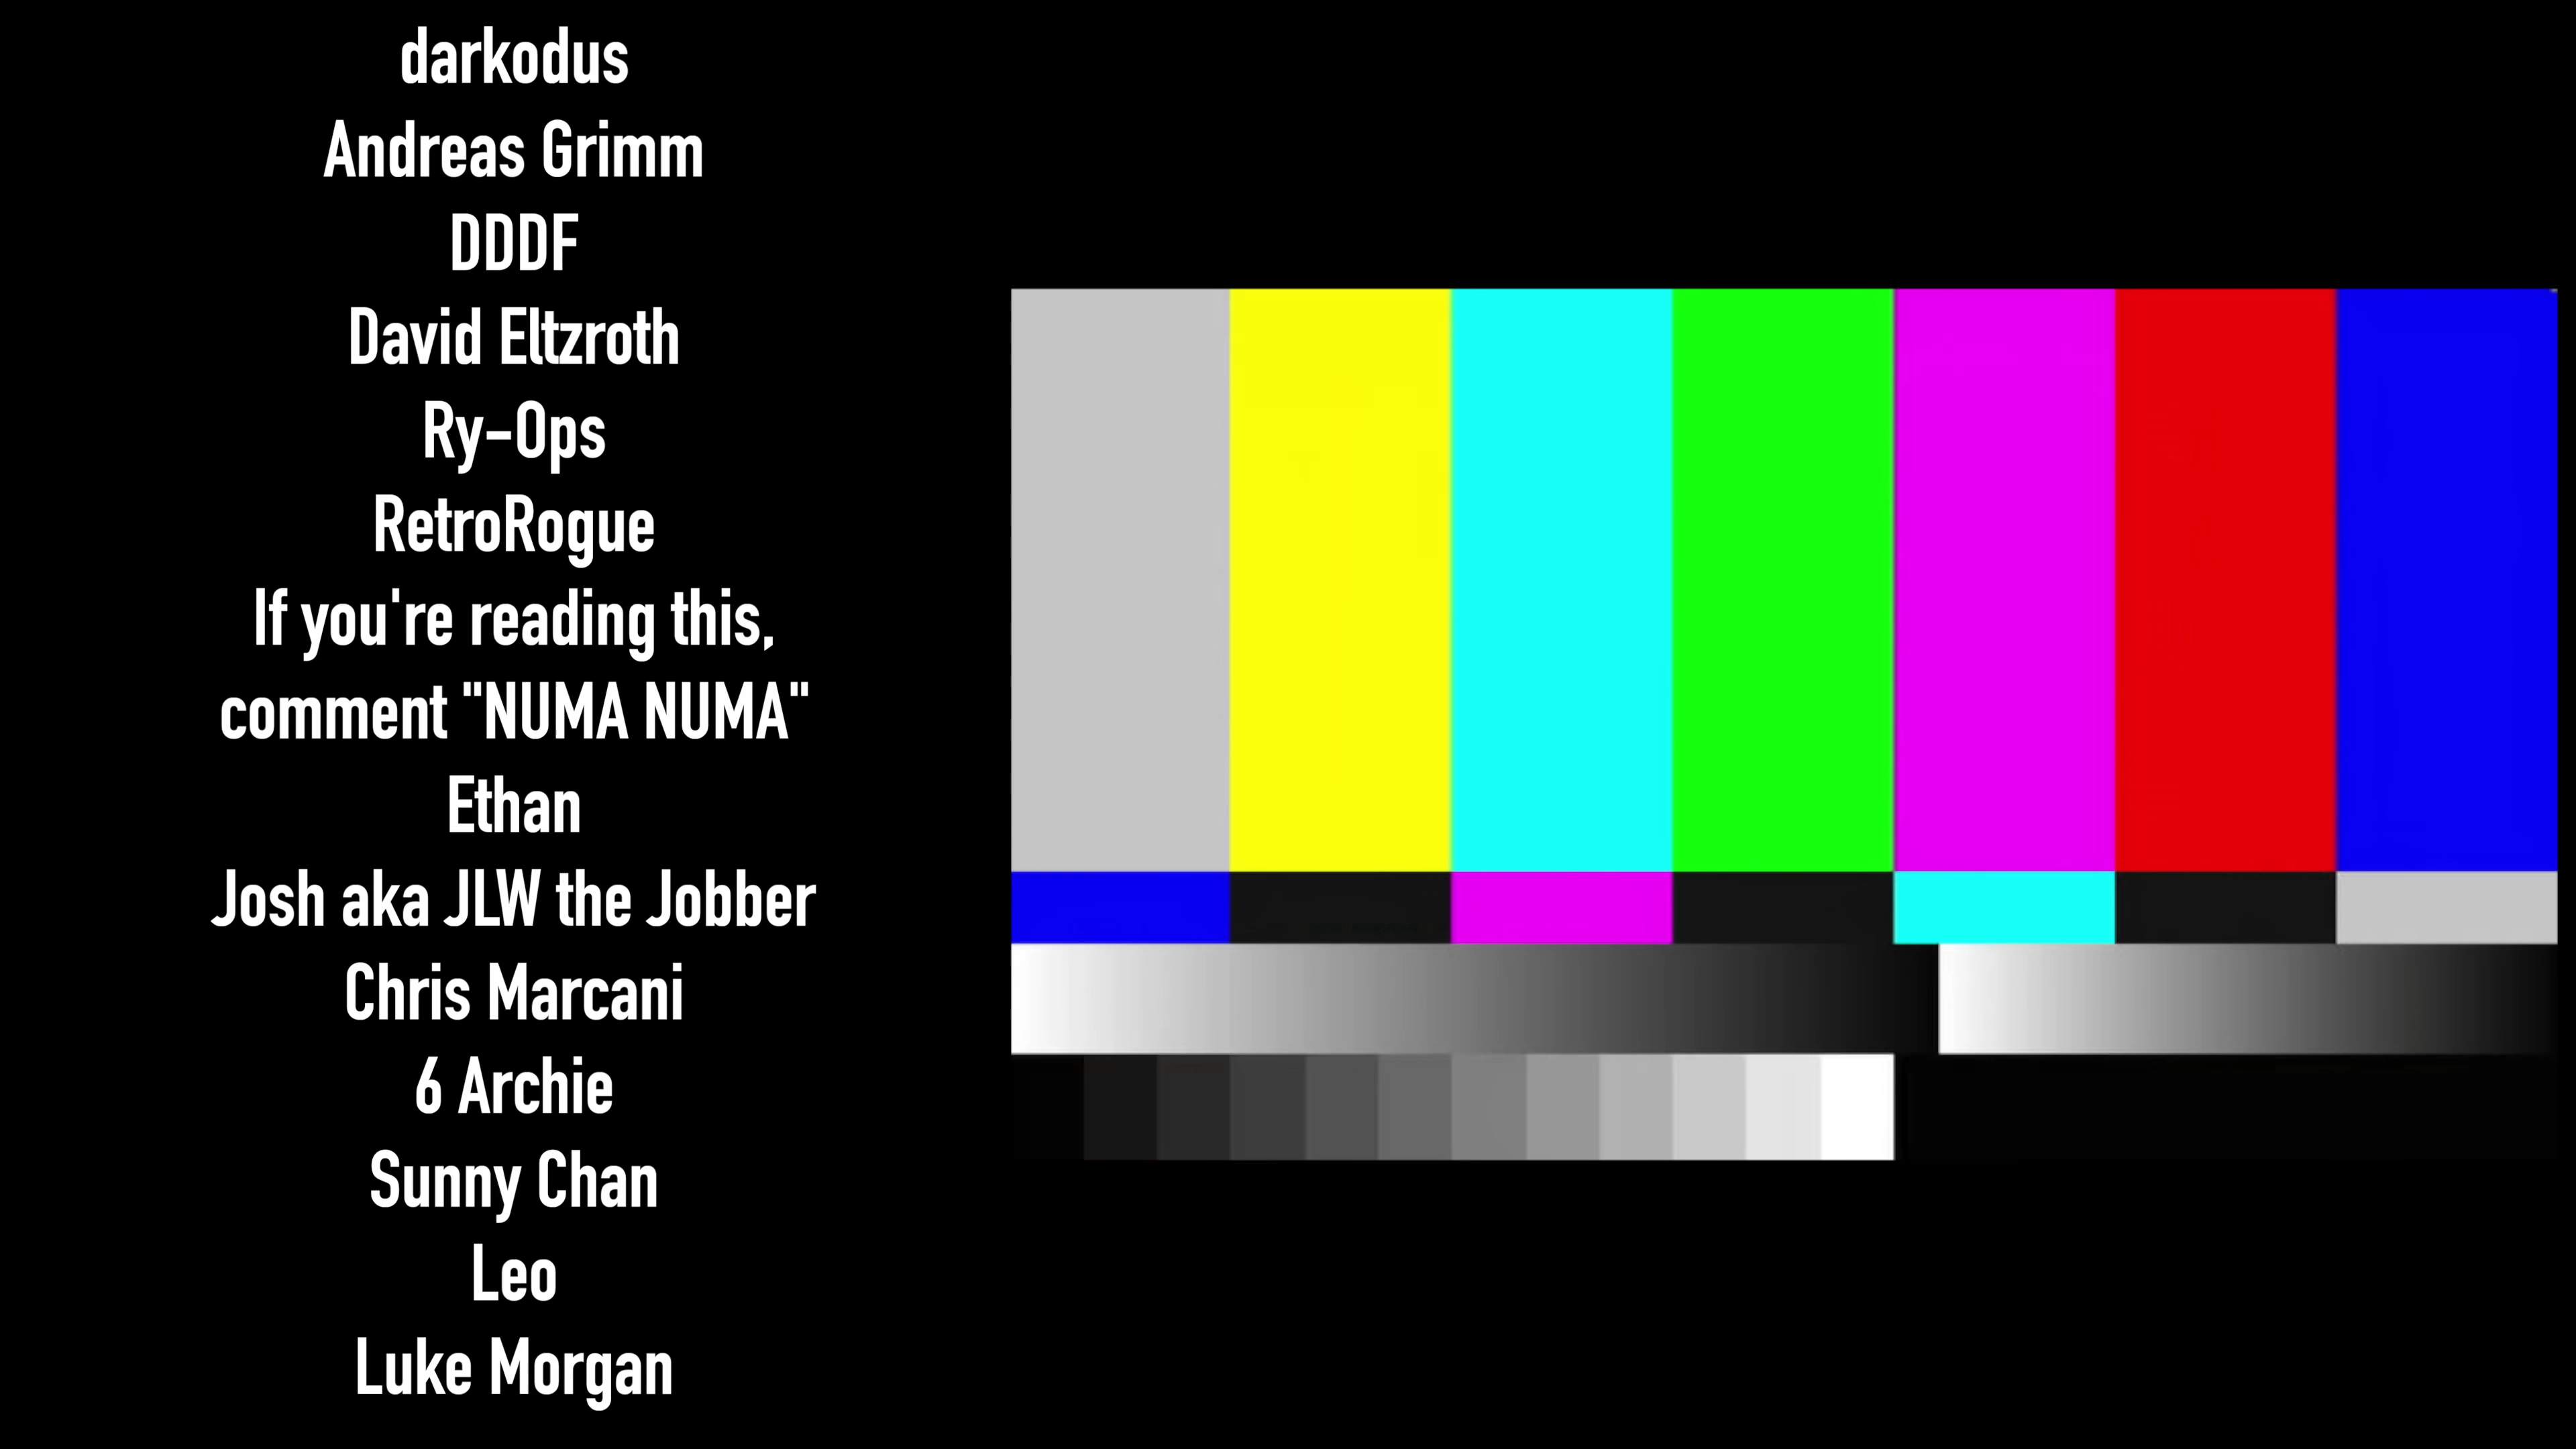 darkodus
Andreas Grimm
DDDF
David Eltzroth
Ry-Ops
RetroRogue
If you're reading this,
comment "NUMA NUMA"
Ethan
Josh aka JLW the Jobber
Chris Marcani
6 Archie
Sunny Chan
Leo
Luke Morgan